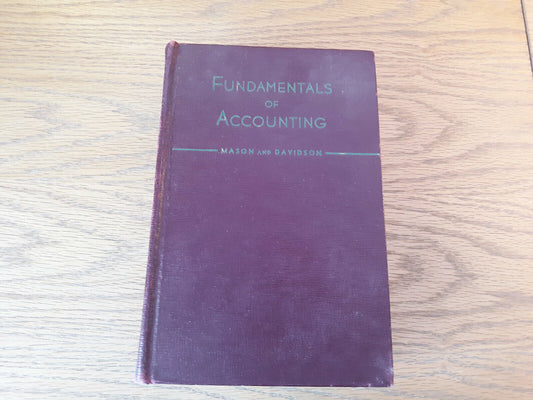 FUNDAMENTALS
OF
ACCOUNTING
MASON AND DAVIDSON